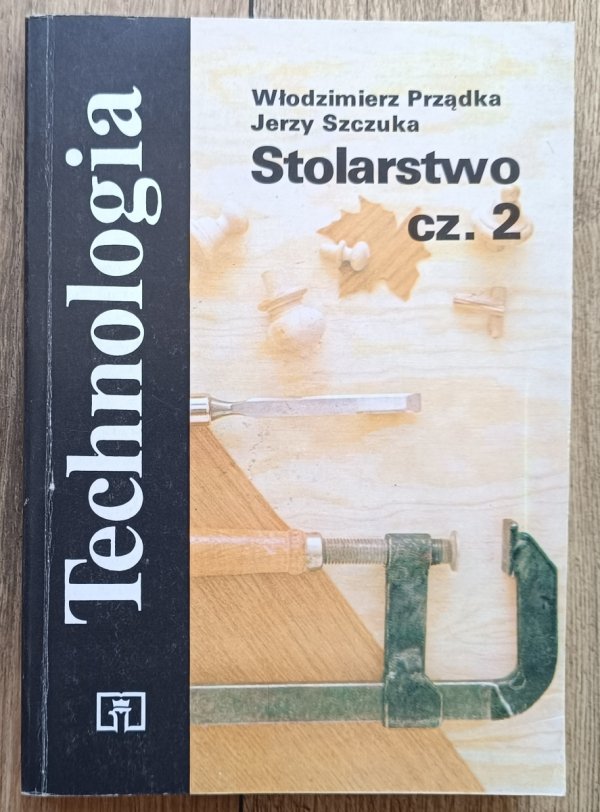 Włodzimierz Prządka
Jerzy Szczuka
Stolarstwo
cz. 2
Technologia